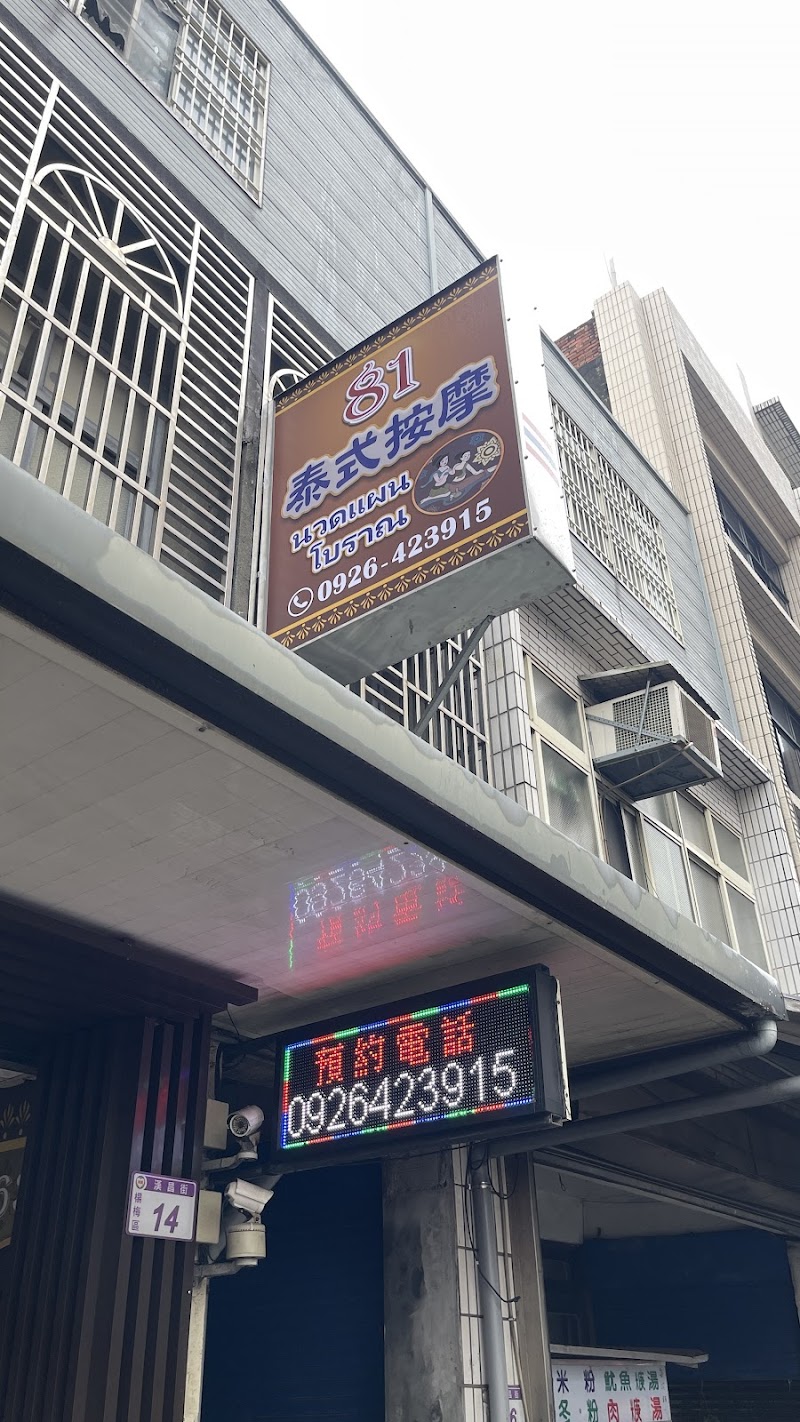 81
泰式按摩
นวดแผน
โบราณ
0926-423915
預約電話
0926423915
漢昌街
楊梅區
14
米粉 魷魚焿湯
冬粉 肉焿湯